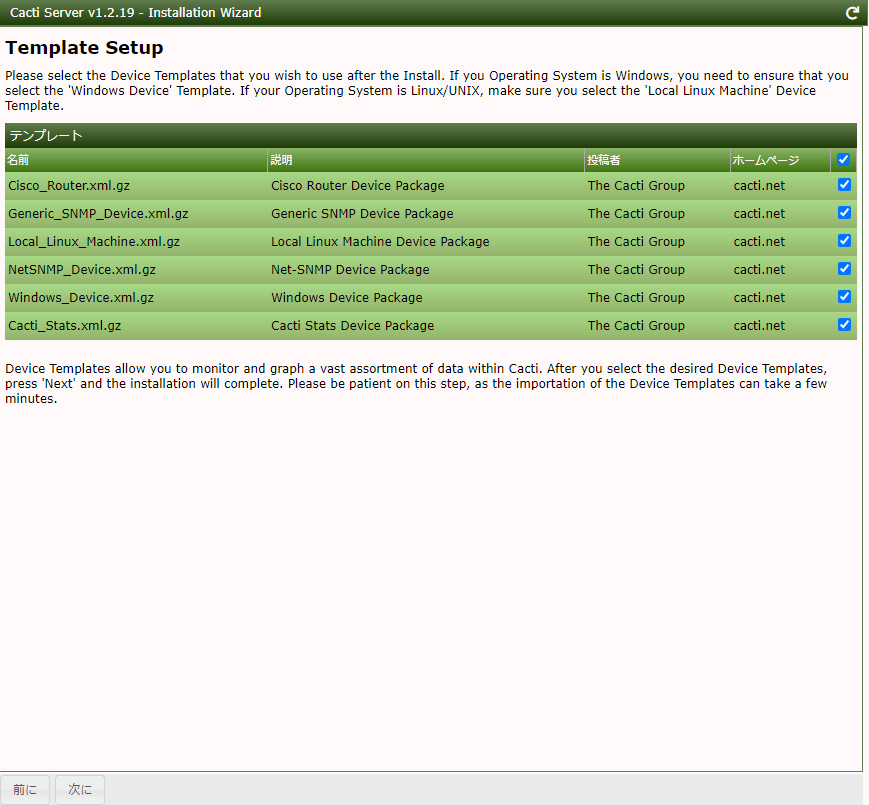 Cacti Server v1.2.19 - Installation Wizard
Template Setup
Please select the Device Templates that you wish to use after the Install. If you Operating System is Windows, you need to ensure that you
select the 'Windows Device' Template. If your Operating System is Linux/UNIX, make sure you select the 'Local Linux Machine' Device
Template.
テンプレート
名前 説明 投稿者 ホームページ
Cisco_Router.xml.gz Cisco Router Device Package The Cacti Group cacti.net
Generic_SNMP_Device.xml.gz Generic SNMP Device Package The Cacti Group cacti.net
Local_Linux_Machine.xml.gz Local Linux Machine Device Package The Cacti Group cacti.net
NetSNMP_Device.xml.gz Net-SNMP Device Package The Cacti Group cacti.net
Windows_Device.xml.gz Windows Device Package The Cacti Group cacti.net
Cacti_Stats.xml.gz Cacti Stats Device Package The Cacti Group cacti.net
Device Templates allow you to monitor and graph a vast assortment of data within Cacti. After you select the desired Device Templates,
press 'Next' and the installation will complete. Please be patient on this step, as the importation of the Device Templates can take a few
minutes.
前に 次に